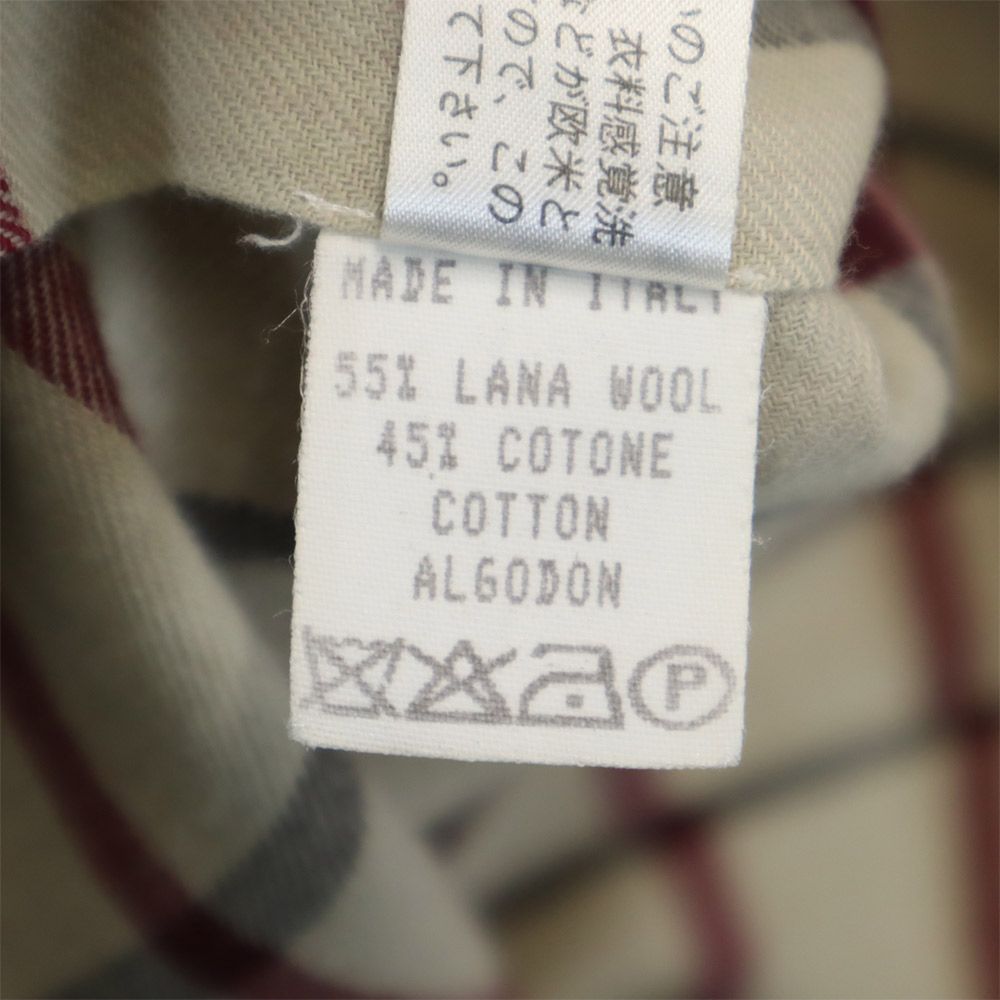 のご注意
衣料感覚洗
どが欧米と
ので、この
下さい。
MADE IN ITALY
55% LANA WOOL
45% COTONE
COTTON
ALGODON
P